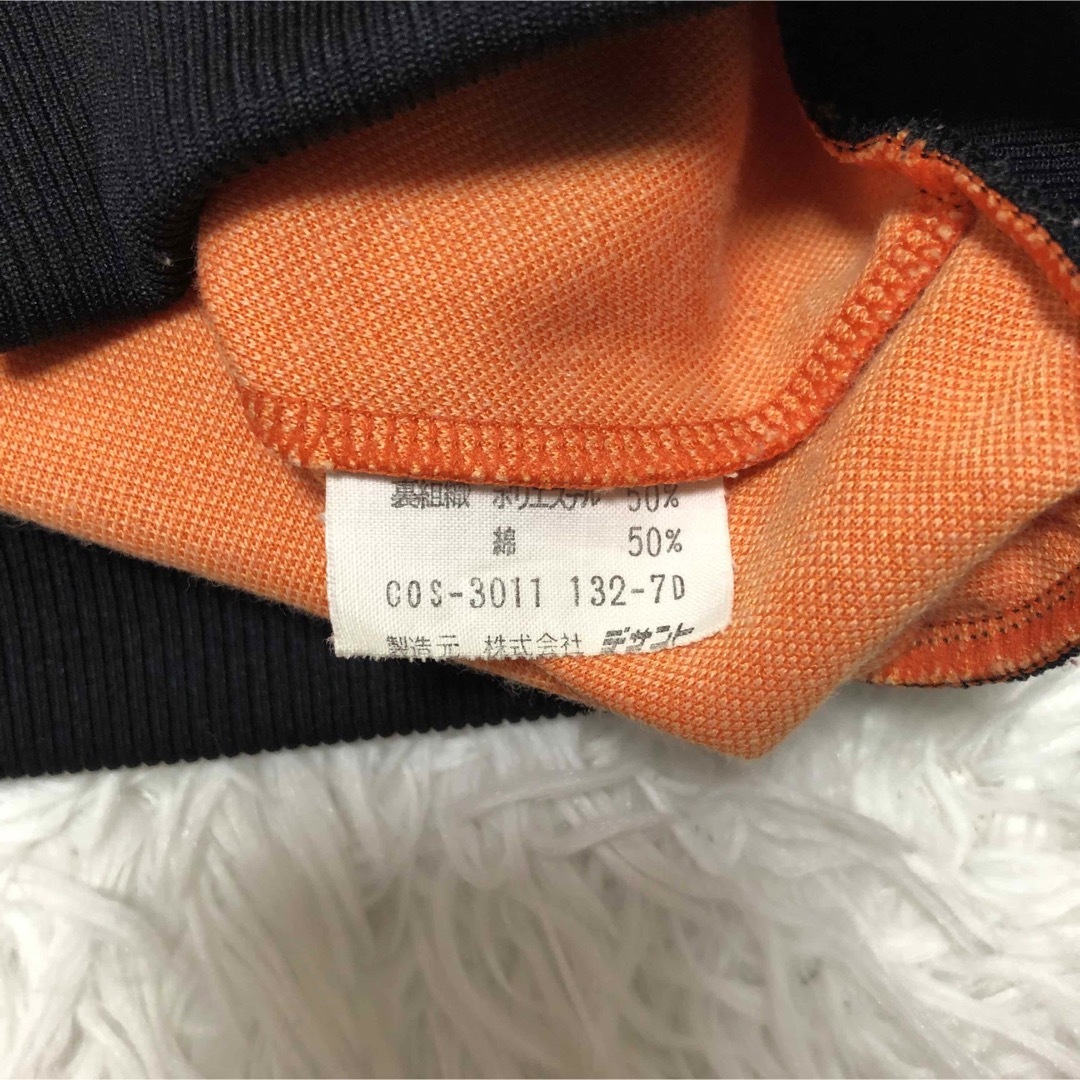 裏組織 ポリエステル 50%
綿 50%
COS-3011 132-7D
製造元 株式会社 デサント